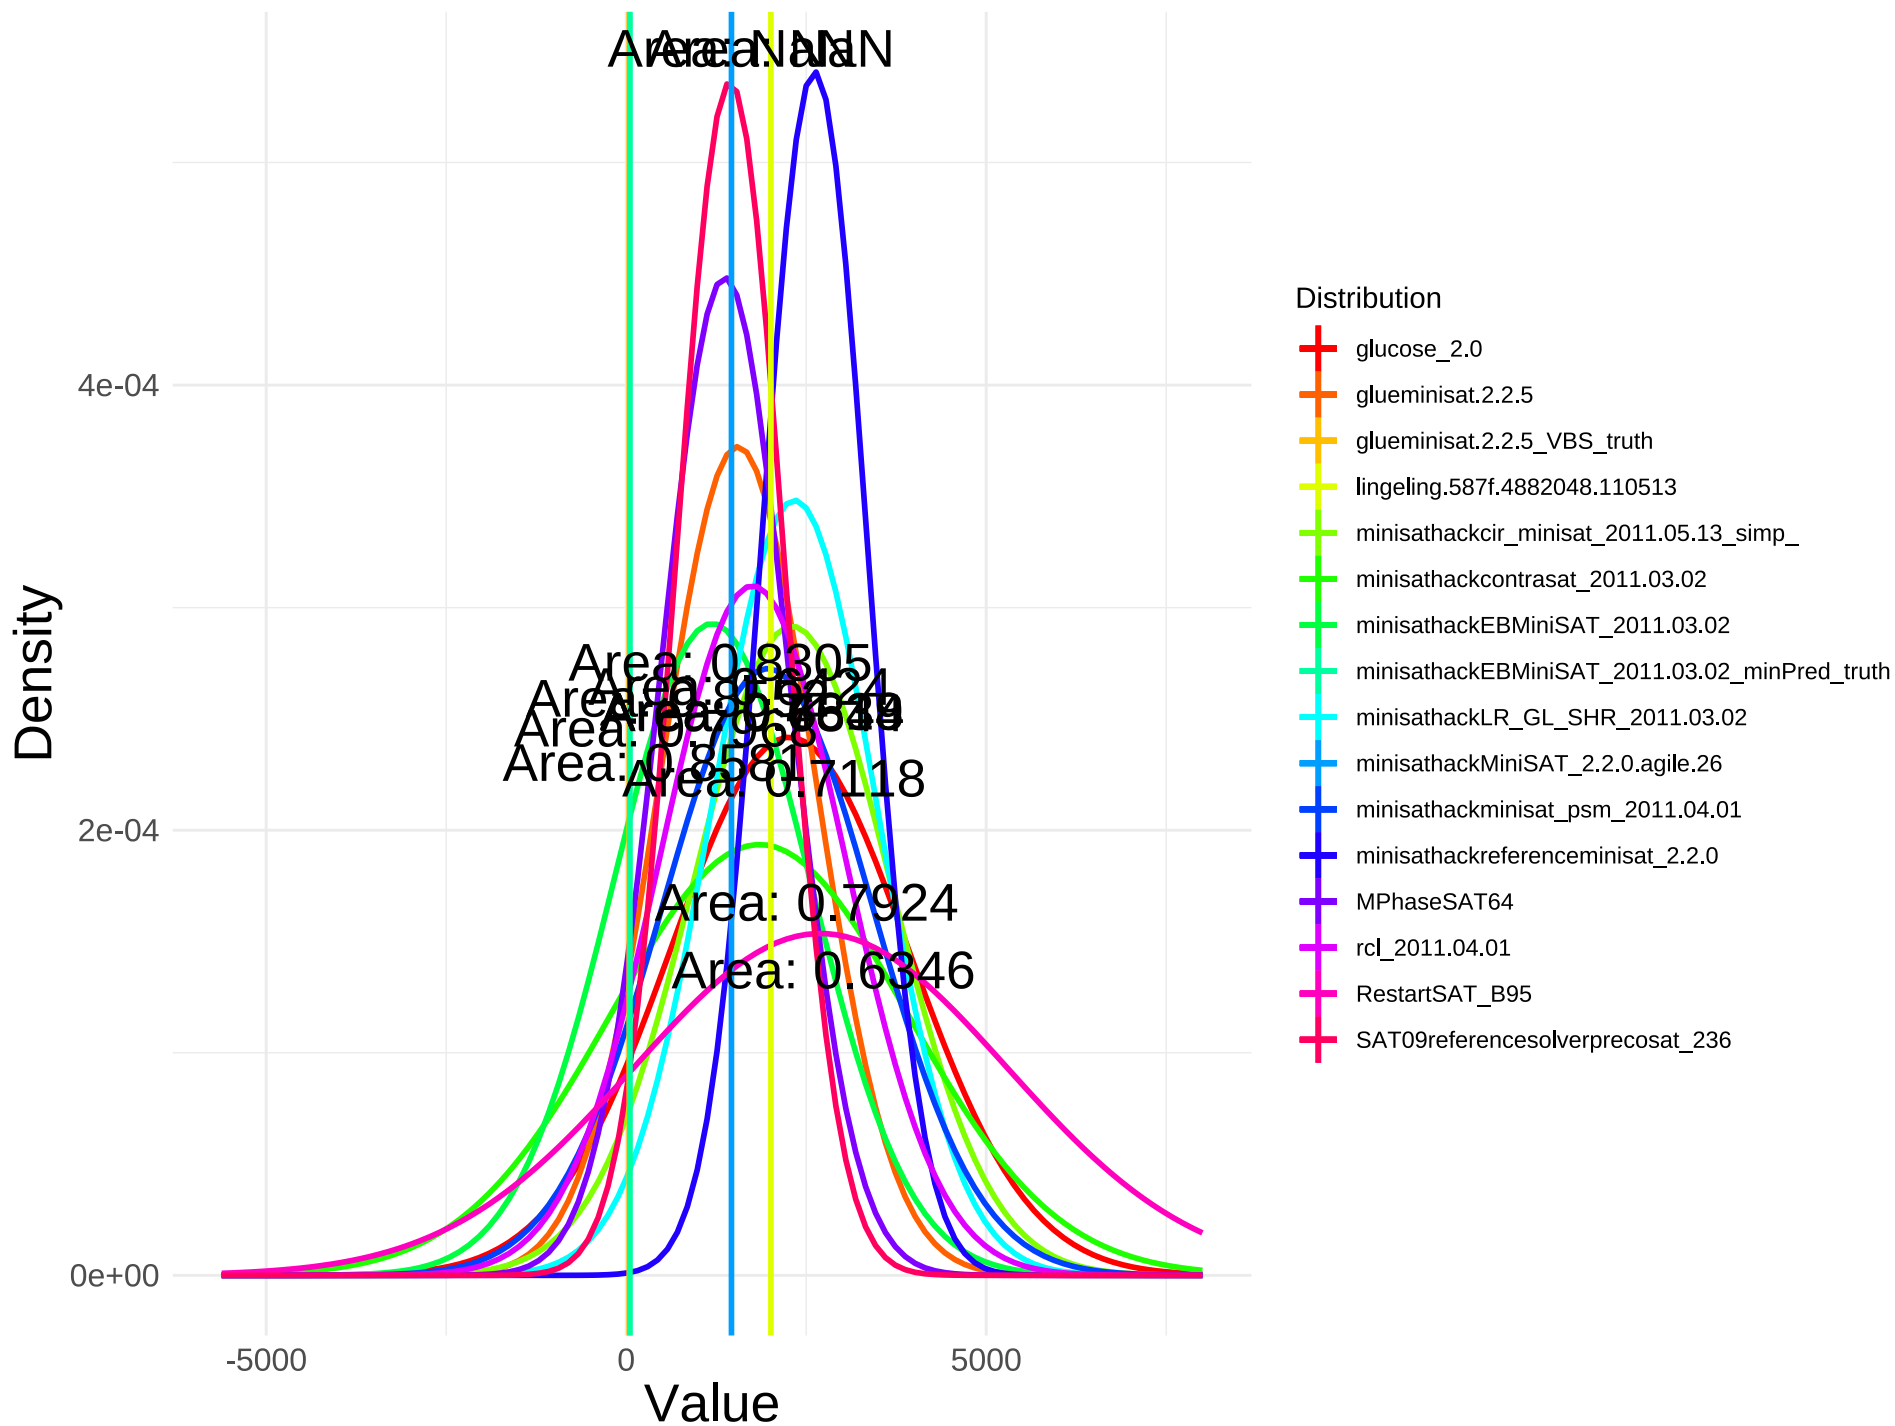 Area: NaN
Area: NaN
Distribution
glucose_2.0
glueminisat.2.2.5
4e-04
glueminisat.2.2.5_VBS_truth
lingeling.587f.4882048.110513
minisathackcir_minisat_2011.05.13_simp_
minisathackcontrasat_2011.03.02
minisathackEBMiniSAT_2011.03.02
Area: 0.8305
minisathackEBMiniSAT_2011.03.02_minPred_truth
Density
minisathackLR_GL_SHR_2011.03.02
Area: 0.7968
Area: 0.8581
minisathackMiniSAT_2.2.0.agile.26
Area: 0.7118
minisathackminisat_psm_2011.04.01
2e-04
minisathackreferenceminisat_2.2.0
Area: 0.7924
MPhaseSAT64
rcl_2011.04.01
Area: 0.6346
RestartSAT_B95
SAT09referencesolverprecosat_236
0e+00
-5000
0
5000
Value